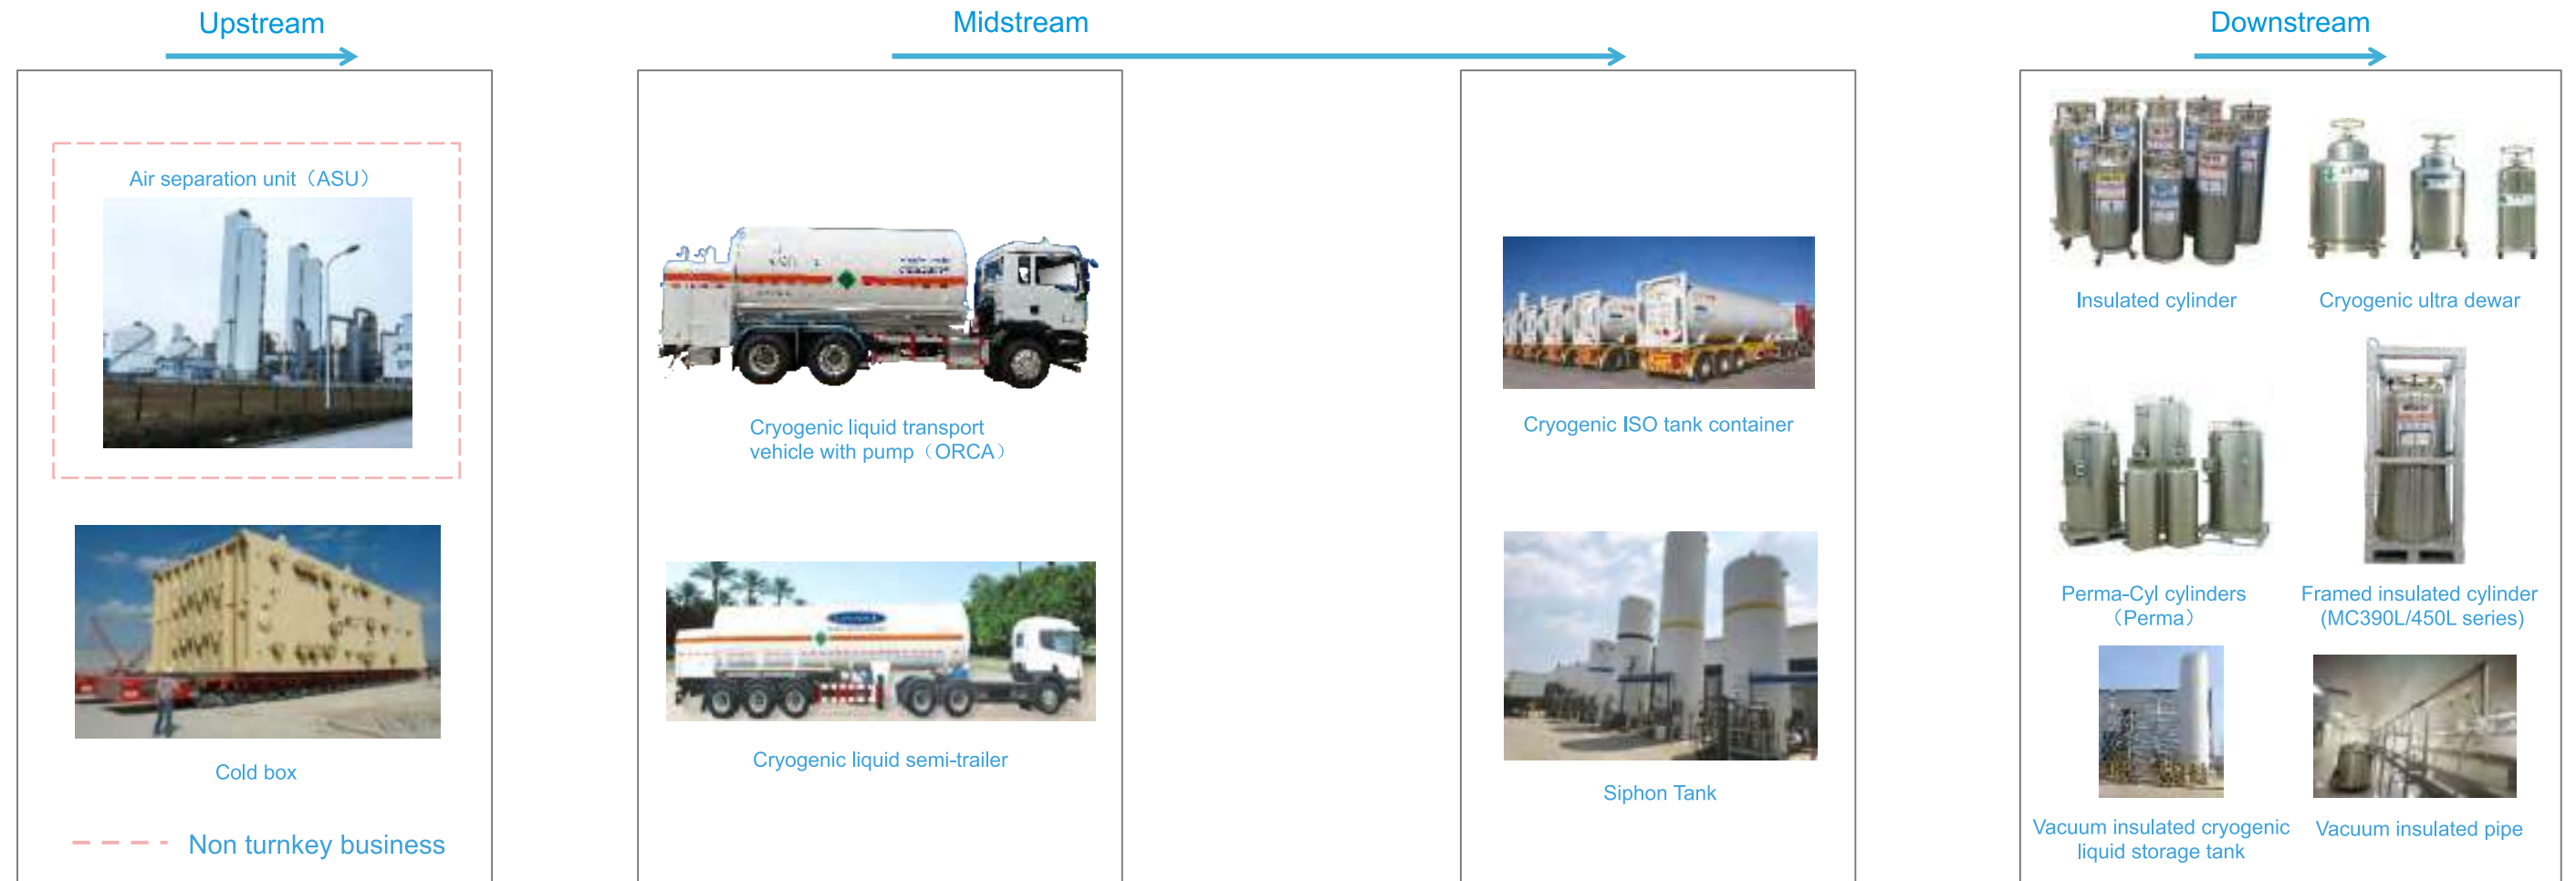 Upstream
Midstream
Downstream
Air separation unit（ASU）
Cold box
Non turnkey business
Cryogenic liquid transport
vehicle with pump（ORCA）
Cryogenic liquid semi-trailer
Cryogenic ISO tank container
Siphon Tank
Insulated cylinder
Cryogenic ultra dewar
Perma-Cyl cylinders
（Perma）
Framed insulated cylinder
(MC390L/450L series)
Vacuum insulated cryogenic
liquid storage tank
Vacuum insulated pipe